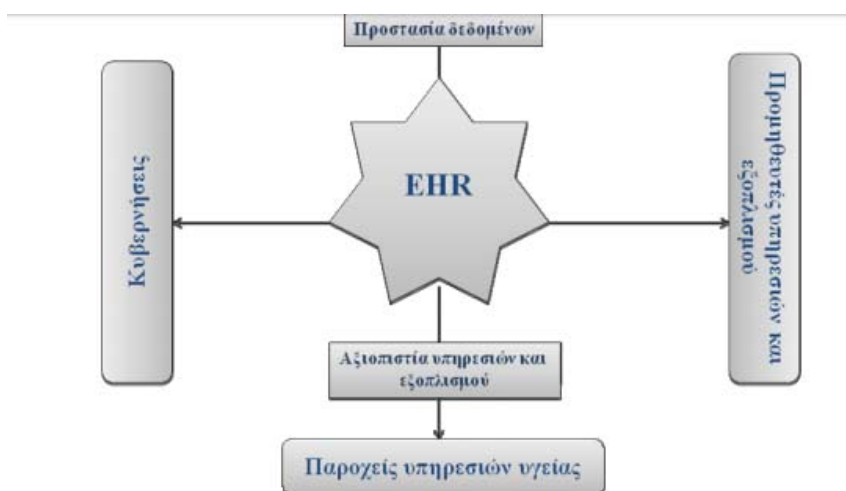 Προστασία δεδομένων
Κυβερνήσεις
EHR
Προμηθευτές υπηρεσιών και
εξοπλισμού
Αξιοπιστία υπηρεσιών και
εξοπλισμού
Παροχείς υπηρεσιών υγείας